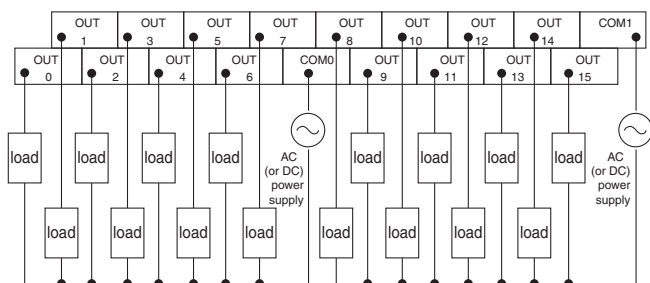 OUT OUT OUT OUT OUT OUT OUT OUT COM1
1 3 5 7 8 10 12 14
OUT OUT OUT OUT COM0 OUT OUT OUT OUT
0 2 4 6 9 11 13 15
load load load load load load load load
AC
(or DC)
power
supply
AC
(or DC)
power
supply
load load load load load load load load